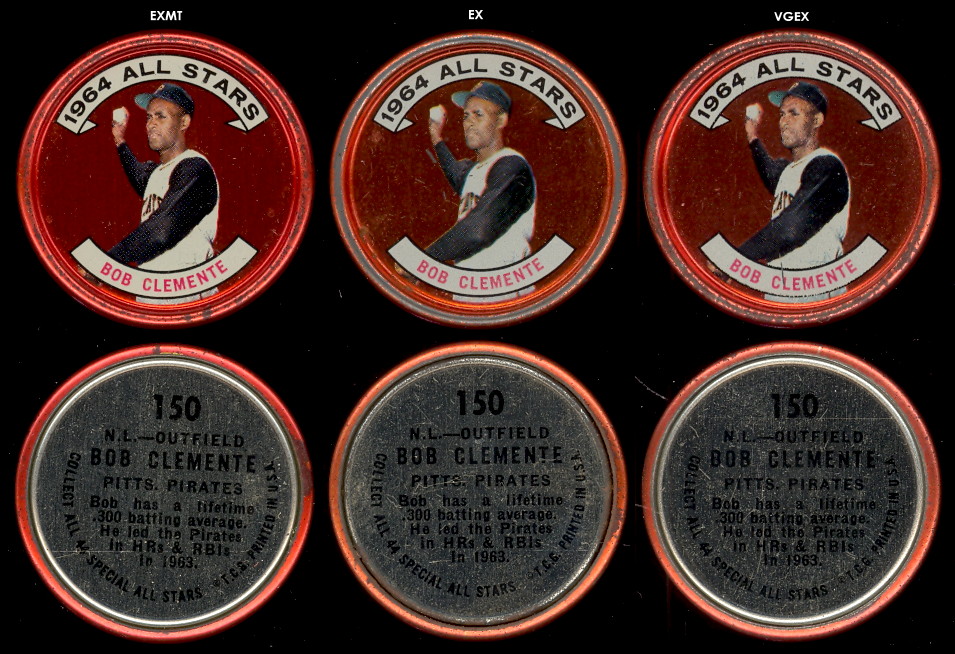 EXMT
EX
VGEX
1964 ALL STARS
1964 ALL STARS
1964 ALL STARS
BOB CLEMENTE
BOB CLEMENTE
BOB CLEMENTE
150
N.L.—OUTFIELD
BOB CLEMENTE
PITTS. PIRATES
Bob has a lifetime
.300 batting average.
He led the Pirates
in HRs & RBIs
in 1963.
COLLECT ALL 44 SPECIAL ALL STARS ©T.C.G. PRINTED IN U.S.A.
150
N.L.—OUTFIELD
BOB CLEMENTE
PITTS. PIRATES
Bob has a lifetime
.300 batting average.
He led the Pirates
in HRs & RBIs
in 1963.
COLLECT ALL 44 SPECIAL ALL STARS ©T.C.G. PRINTED IN U.S.A.
150
N.L.—OUTFIELD
BOB CLEMENTE
PITTS. PIRATES
Bob has a lifetime
.300 batting average.
He led the Pirates
in HRs & RBIs
in 1963.
COLLECT ALL 44 SPECIAL ALL STARS ©T.C.G. PRINTED IN U.S.A.